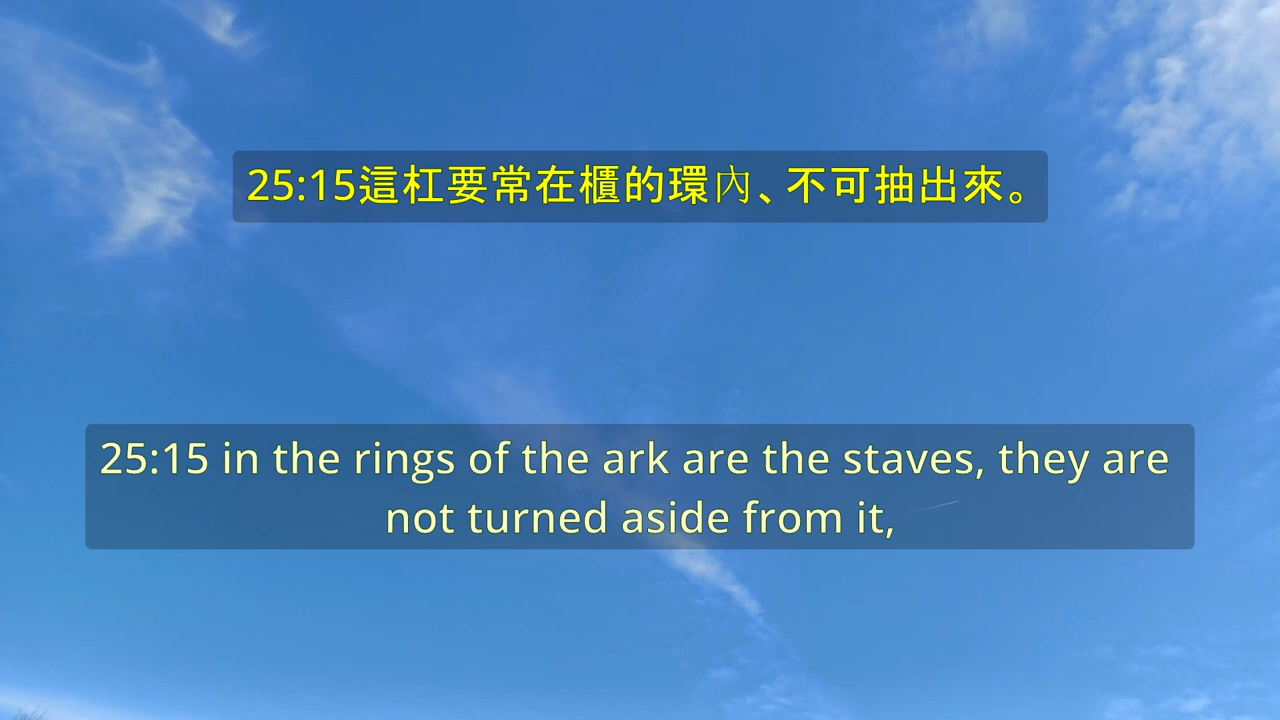 25:15這杠要常在櫃的環內、不可抽出來。
25:15 in the rings of the ark are the staves, they are
not turned aside from it,